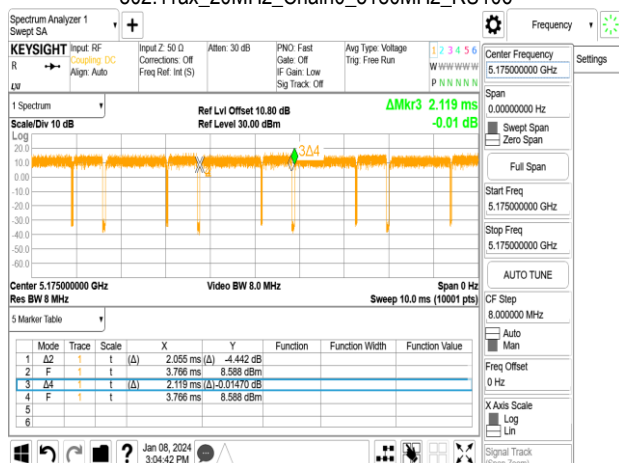 Spectrum Analyzer 1
Swept SA
Frequency
Settings
KEYSIGHT
Input: RF
Coupling: DC
Align: Auto
Input Z: 50 Ω
Corrections: Off
Freq Ref: Int (S)
Atten: 30 dB
PNO: Fast
Gate: Off
IF Gain: Low
Sig Track: Off
Avg Type: Voltage
Trig: Free Run
1 2 3 4 5 6
W W W W W W
P N N N N N
R
LXI
1 Spectrum
Scale/Div 10 dB
Log
Ref Lvl Offset 10.80 dB
Ref Level 30.00 dBm
ΔMkr3 2.119 ms
-0.01 dB
20.0
10.0
0.00
-10.0
-20.0
-30.0
-40.0
-50.0
-60.0
3Δ4
Center 5.175000000 GHz
Res BW 8 MHz
Video BW 8.0 MHz
Span 0 Hz
Sweep 10.0 ms (10001 pts)
5 Marker Table
Mode Trace Scale X Y Function Function Width Function Value
1 Δ2 1 t (Δ) 2.055 ms (Δ) -4.442 dB
2 F 1 t 3.766 ms 8.588 dBm
3 Δ4 1 t (Δ) 2.119 ms (Δ) -0.01470 dB
4 F 1 t 3.766 ms 8.588 dBm
5
6
Jan 08, 2024
3:04:42 PM
Center Frequency
5.175000000 GHz
Span
0.00000000 Hz
Swept Span
Zero Span
Full Span
Start Freq
5.175000000 GHz
Stop Freq
5.175000000 GHz
AUTO TUNE
CF Step
8.000000 MHz
Auto
Man
Freq Offset
0 Hz
X Axis Scale
Log
Lin
Signal Track